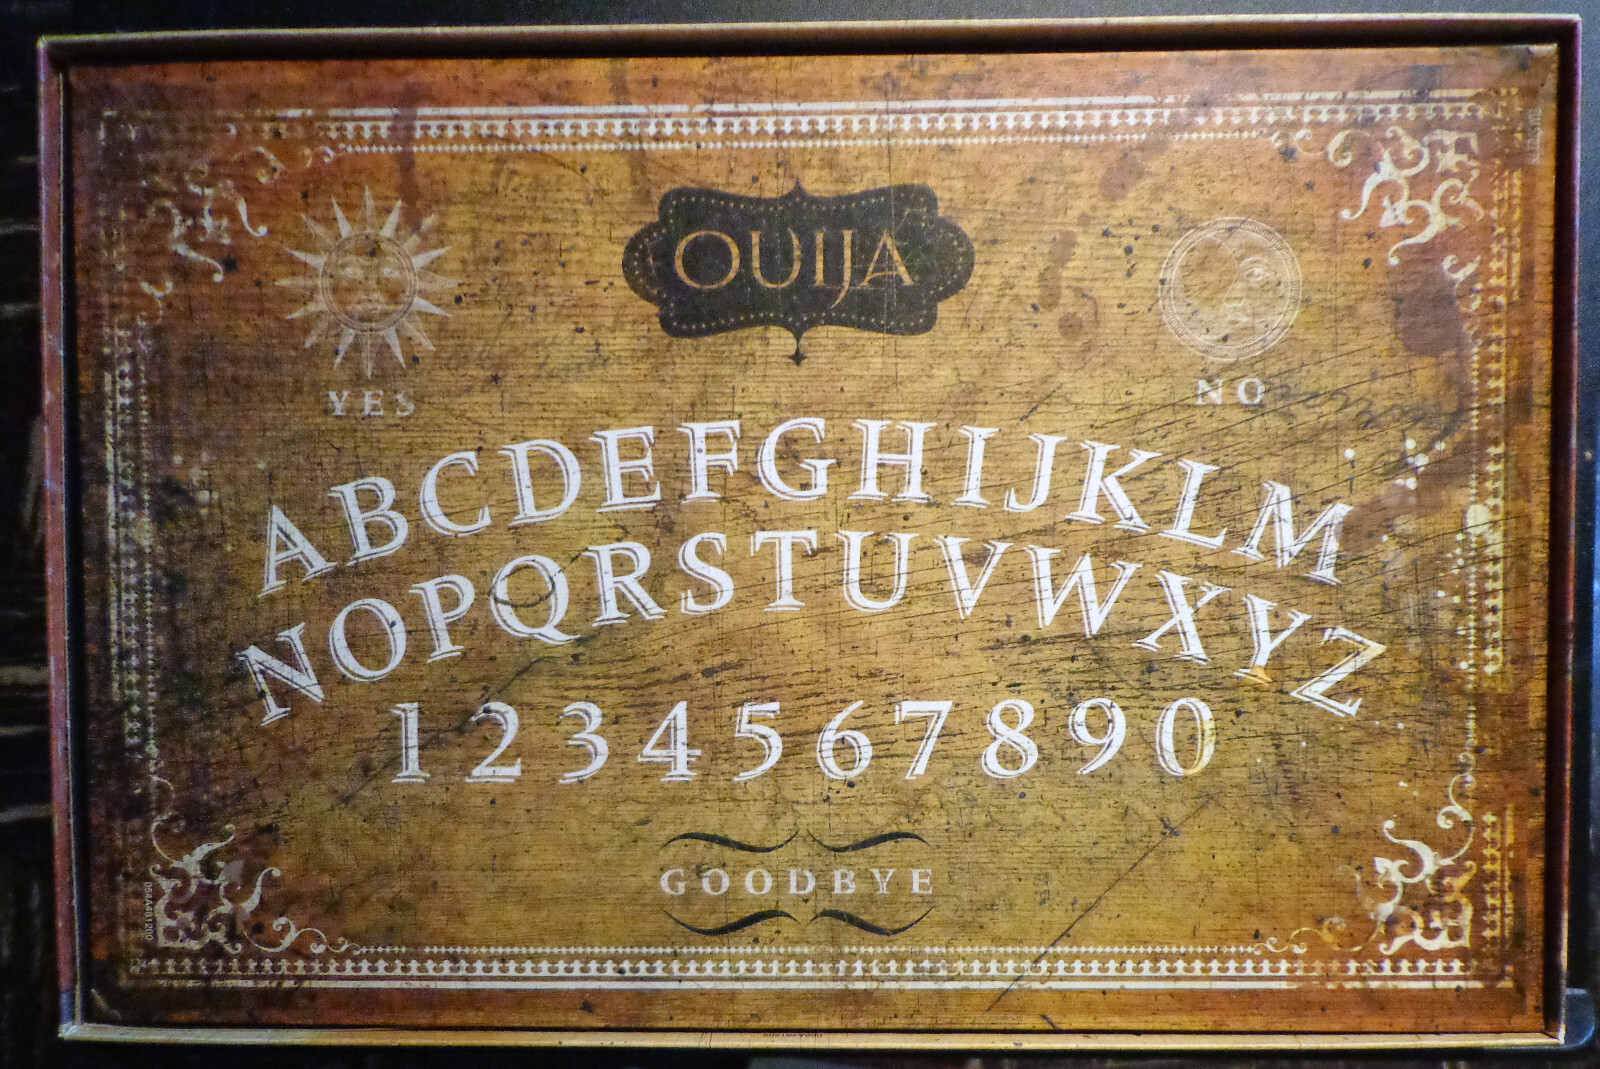 OUIJA
YES
NO
ABCDEFGHIJKLM
NOPQRSTUVWXYZ
1234567890
GOODBYE